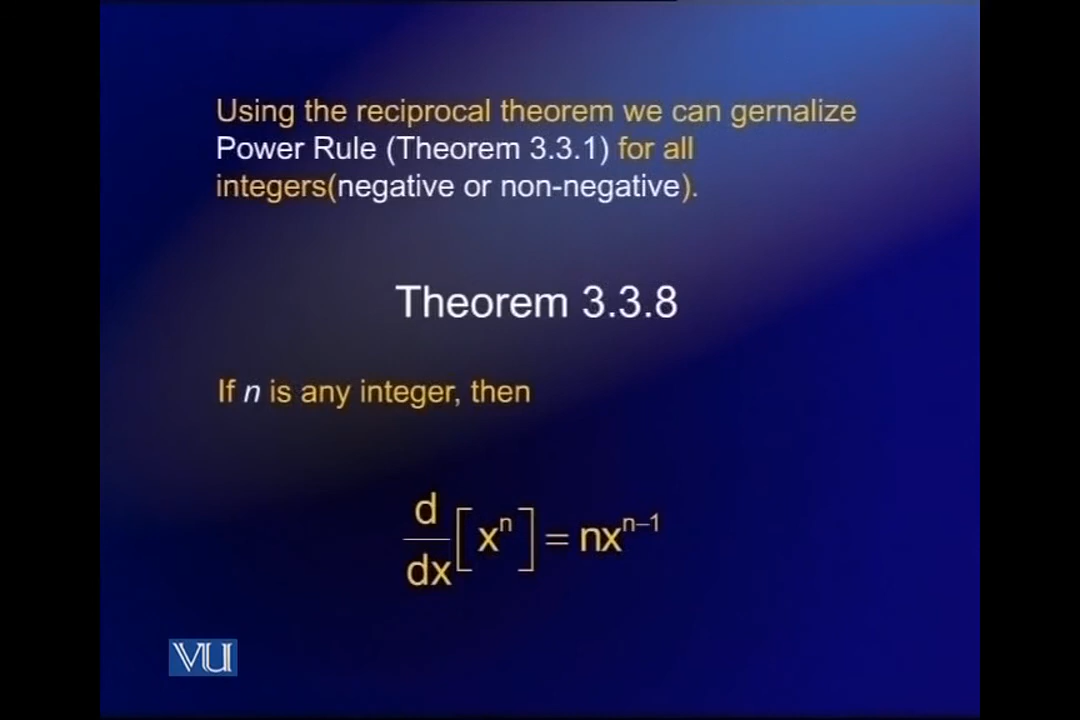 Using the reciprocal theorem we can gernalize
Power Rule (Theorem 3.3.1) for all
integers(negative or non-negative).
Theorem 3.3.8
If n is any integer, then
d/dx [xⁿ] = nxⁿ⁻¹
VU